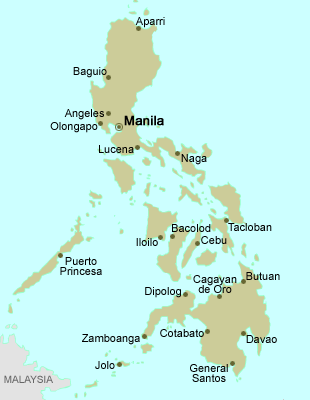 Aparri
Baguio
Angeles
Olongapo
Manila
Lucena
Naga
Tacloban
Bacolod
Iloilo
Cebu
Puerto
Princesa
Cagayan
de Oro
Butuan
Dipolog
Zamboanga
Cotabato
Davao
Jolo
General
Santos
MALAYSIA